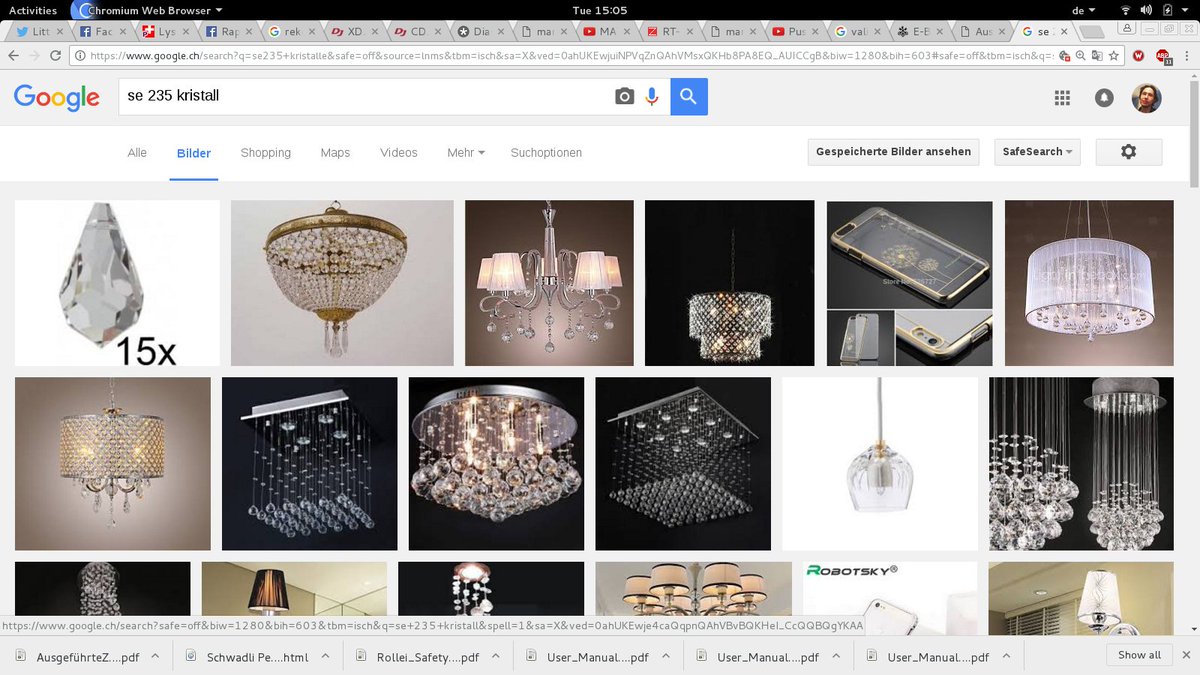 Activities Chromium Web Browser Tue 15:05 de
Litt Fac Lys Rap rek XD CD Dia mar MA RT- mar Pus val E-B Aus se
https://www.google.ch/search?q=se235+kristalle&safe=off&source=lnms&tbm=isch&sa=X&ved=0ahUKEwjuiNPVqZnQAhVMsxQKHb8PA8EQ_AUICCgB&biw=1280&bih=603#safe=off&tbm=isch&q=s
Google se 235 kristall
Alle Bilder Shopping Maps Videos Mehr Suchoptionen Gespeicherte Bilder ansehen SafeSearch
15x
ROBOTSKY®
https://www.google.ch/search?safe=off&biw=1280&bih=603&tbm=isch&q=se+235+kristall&spell=1&sa=X&ved=0ahUKEwje4caQqpnQAhVBvBQKHeI_CcQQBQgYKAA
AusgeführteZ....pdf Schwadli Pe....html Rollei_Safety....pdf User_Manual....pdf User_Manual....pdf User_Manual....pdf Show all